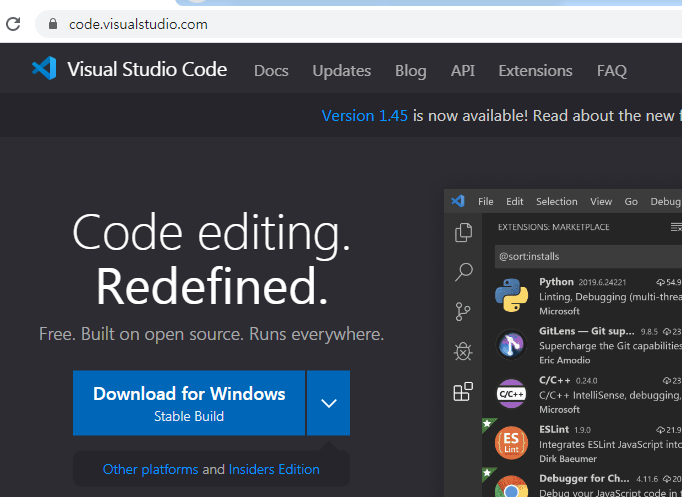 code.visualstudio.com
Visual Studio Code Docs Updates Blog API Extensions FAQ
Version 1.45 is now available! Read about the new
Code editing.
Redefined.
Free. Built on open source. Runs everywhere.
Download for Windows
Stable Build
Other platforms and Insiders Edition
File Edit Selection View Go Debug
EXTENSIONS: MARKETPLACE
@sort:installs
Python 2019.6.24221 54.9
Linting, Debugging (multi-threa
Microsoft
GitLens — Git sup... 9.8.5 23
Supercharge the Git capabilities
Eric Amodio
C/C++ 0.24.0 23
C/C++
C/C++ IntelliSense, debugging,
Microsoft
ESLint 1.9.0 21.9
ES
Lint
Integrates ESLint JavaScript into
Dirk Baeumer
Debugger for Ch... 4.11.6 20
Debug your JavaScript code in t